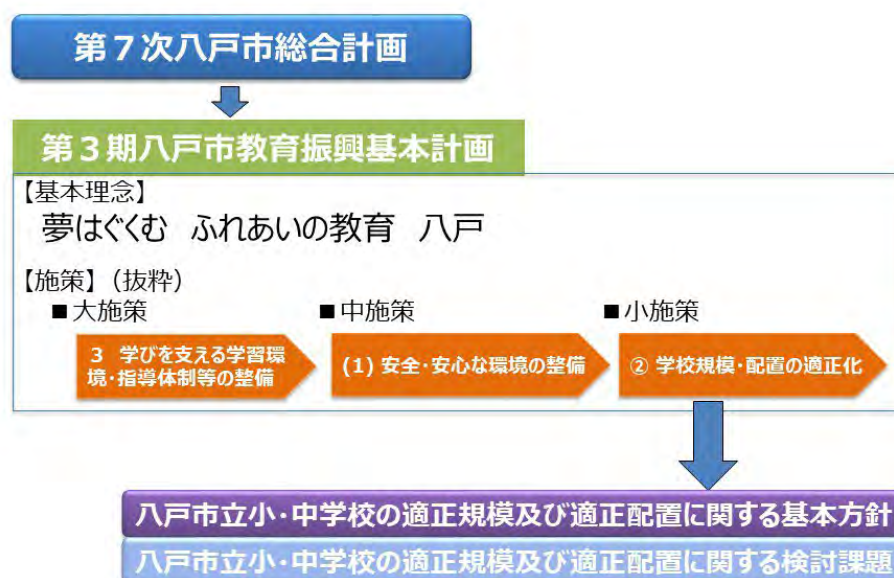 第7次八戸市総合計画
第3期八戸市教育振興基本計画
【基本理念】
夢はぐくむ ふれあいの教育 八戸
【施策】(抜粋)
■大施策
■中施策
■小施策
3 学びを支える学習環
境・指導体制等の整備
(1) 安全・安心な環境の整備
② 学校規模・配置の適正化
八戸市立小・中学校の適正規模及び適正配置に関する基本方針
八戸市立小・中学校の適正規模及び適正配置に関する検討課題